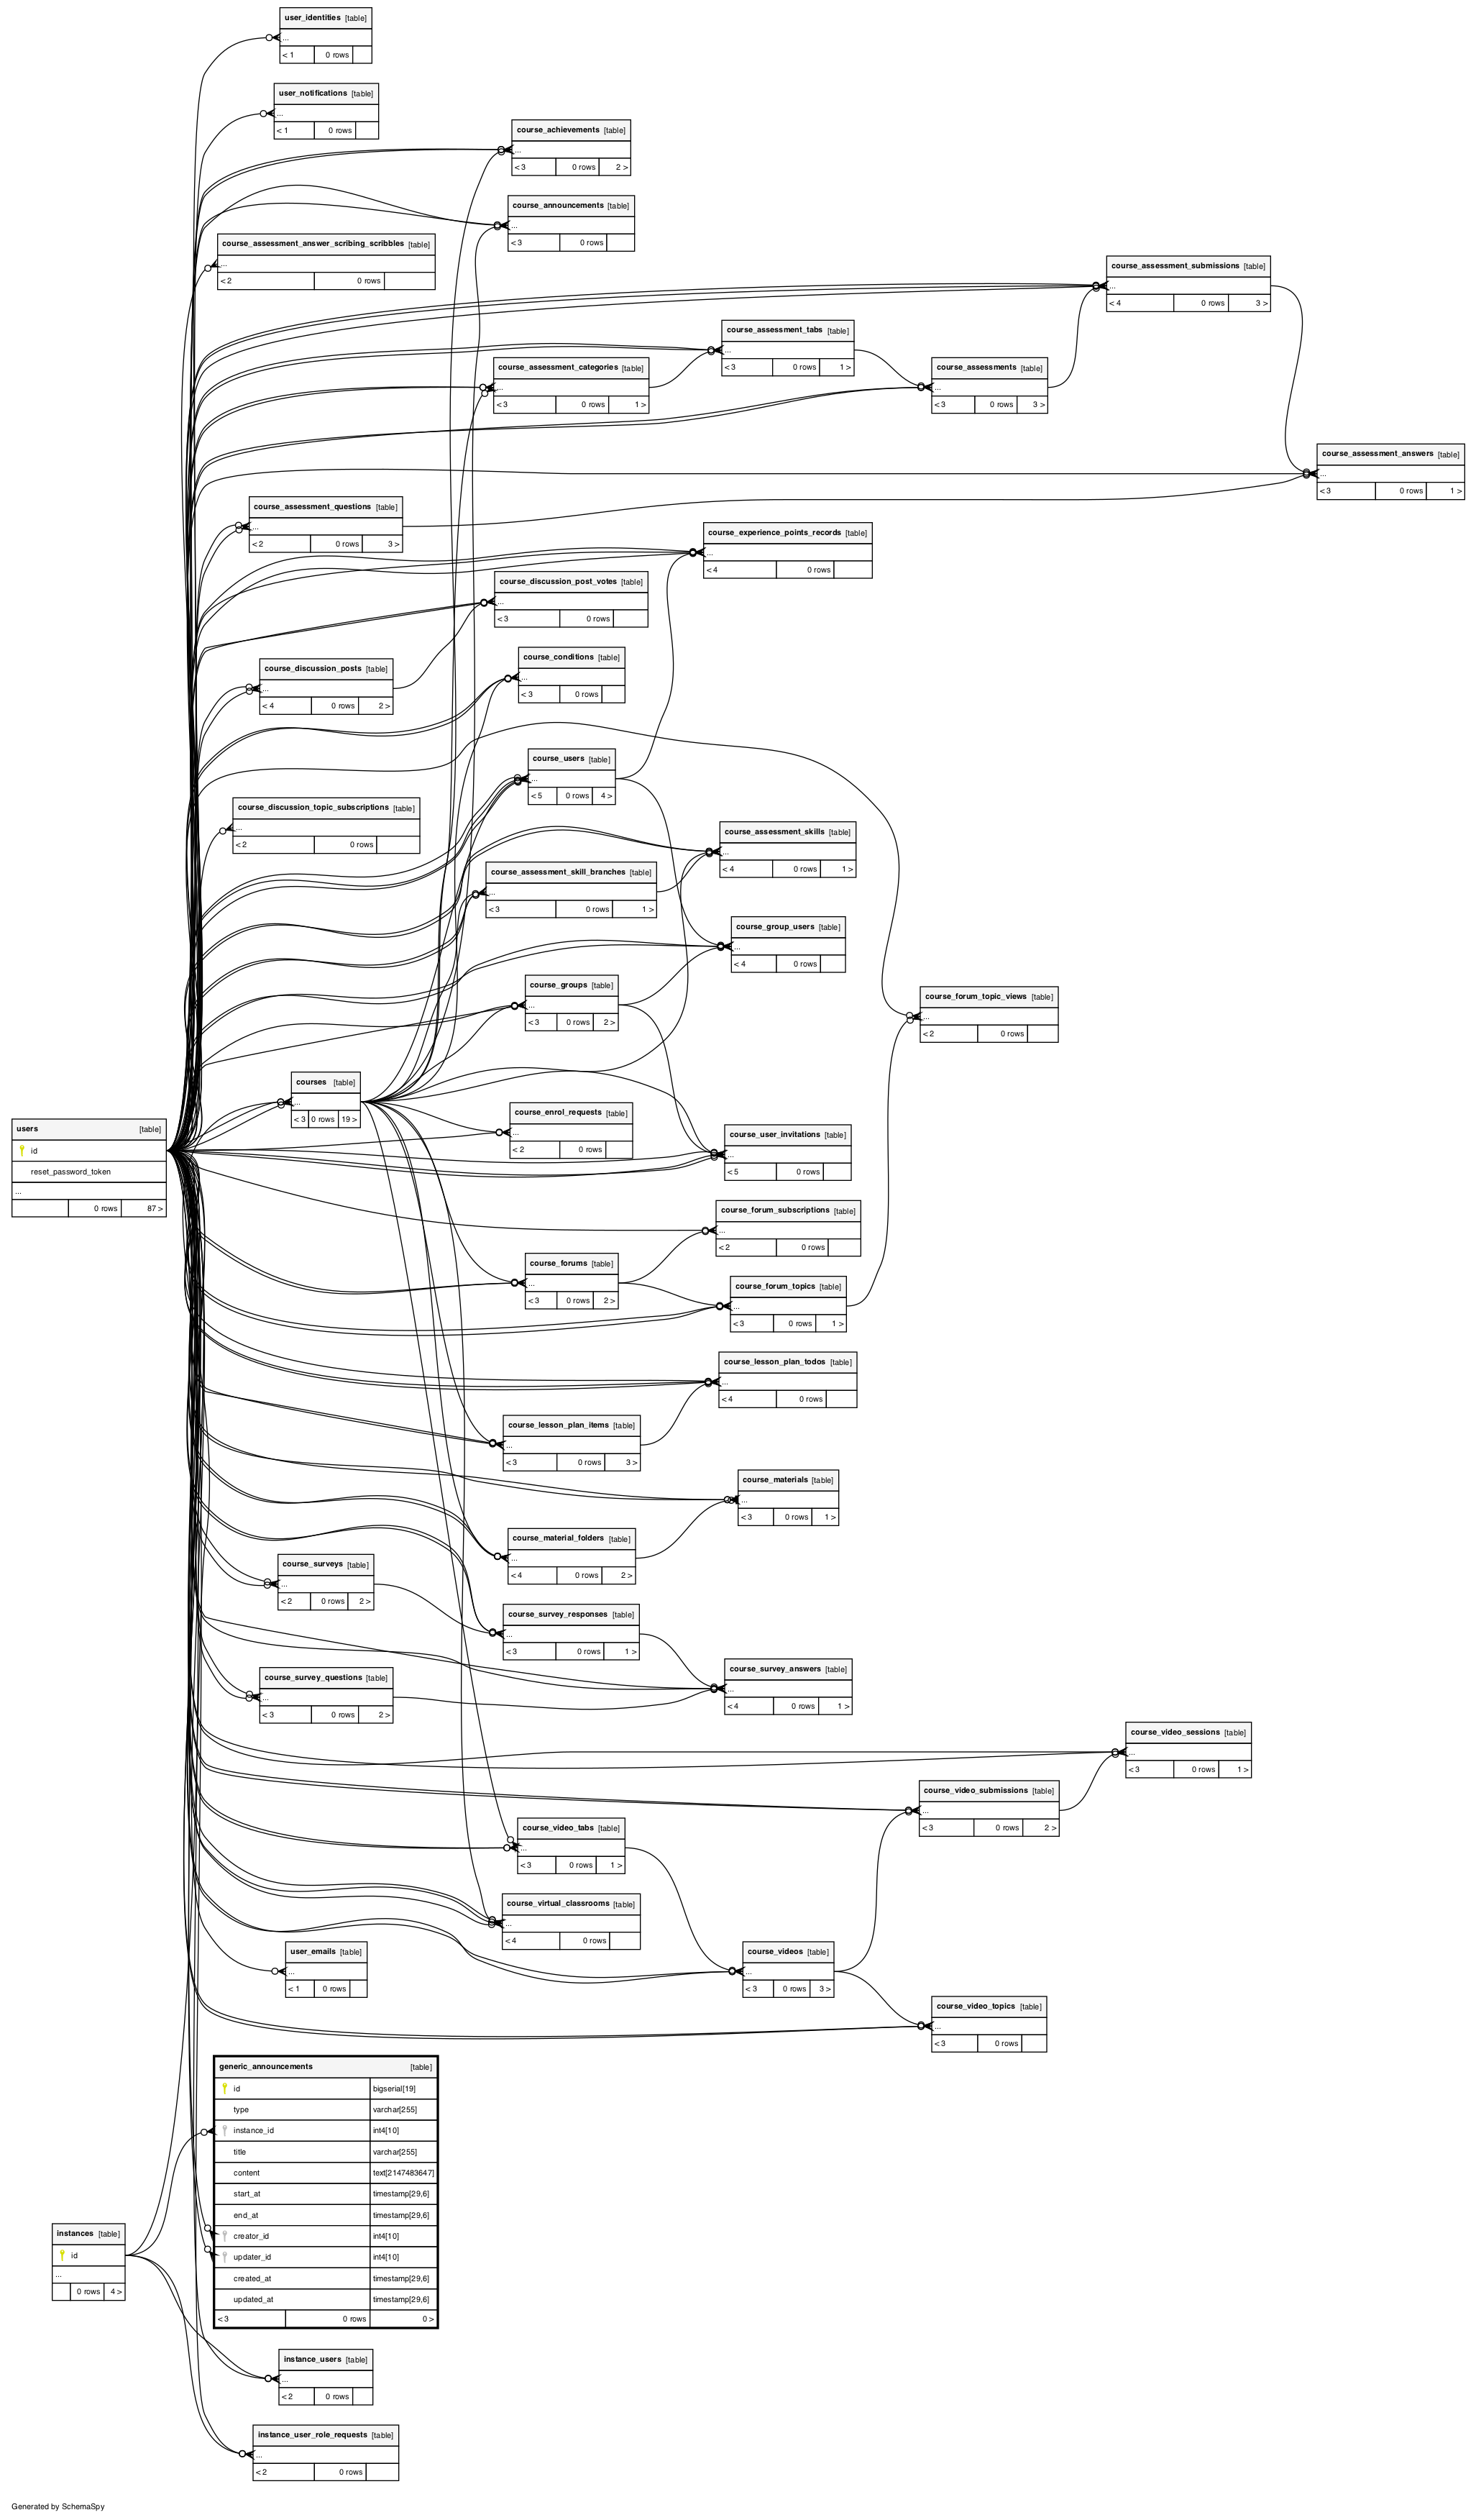 user_identities [table]
...
< 1 0 rows
user_notifications [table]
...
< 1 0 rows
course_achievements [table]
...
< 3 0 rows 2 >
course_announcements [table]
...
< 3 0 rows
course_assessment_answer_scribing_scribbles [table]
...
< 2 0 rows
course_assessment_submissions [table]
...
< 4 0 rows 3 >
course_assessment_tabs [table]
...
< 3 0 rows 1 >
course_assessment_categories [table]
...
< 3 0 rows 1 >
course_assessments [table]
...
< 3 0 rows 3 >
course_assessment_answers [table]
...
< 3 0 rows 1 >
course_assessment_questions [table]
...
< 2 0 rows 3 >
course_experience_points_records [table]
...
< 4 0 rows
course_discussion_post_votes [table]
...
< 3 0 rows
course_discussion_posts [table]
...
< 4 0 rows 2 >
course_conditions [table]
...
< 3 0 rows
course_users [table]
...
< 5 0 rows 4 >
course_discussion_topic_subscriptions [table]
...
< 2 0 rows
course_assessment_skills [table]
...
< 4 0 rows 1 >
course_assessment_skill_branches [table]
...
< 3 0 rows 1 >
course_group_users [table]
...
< 4 0 rows
course_groups [table]
...
< 3 0 rows 2 >
course_forum_topic_views [table]
...
< 2 0 rows
courses [table]
...
< 3 0 rows 19 >
course_enrol_requests [table]
...
< 2 0 rows
users [table]
id
reset_password_token
...
0 rows 87 >
course_user_invitations [table]
...
< 5 0 rows
course_forum_subscriptions [table]
...
< 2 0 rows
course_forums [table]
...
< 3 0 rows 2 >
course_forum_topics [table]
...
< 3 0 rows 1 >
course_lesson_plan_todos [table]
...
< 4 0 rows
course_lesson_plan_items [table]
...
< 3 0 rows 3 >
course_materials [table]
...
< 3 0 rows 1 >
course_material_folders [table]
...
< 4 0 rows 2 >
course_surveys [table]
...
< 2 0 rows 2 >
course_survey_responses [table]
...
< 3 0 rows 1 >
course_survey_answers [table]
...
< 4 0 rows 1 >
course_survey_questions [table]
...
< 3 0 rows 2 >
course_video_sessions [table]
...
< 3 0 rows 1 >
course_video_submissions [table]
...
< 3 0 rows 2 >
course_video_tabs [table]
...
< 3 0 rows 1 >
course_virtual_classrooms [table]
...
< 4 0 rows
user_emails [table]
...
< 1 0 rows
course_videos [table]
...
< 3 0 rows 3 >
course_video_topics [table]
...
< 3 0 rows
generic_announcements [table]
id bigserial[19]
type varchar[255]
instance_id int4[10]
title varchar[255]
content text[2147483647]
start_at timestamp[29,6]
end_at timestamp[29,6]
creator_id int4[10]
updater_id int4[10]
created_at timestamp[29,6]
updated_at timestamp[29,6]
< 3 0 rows 0 >
instances [table]
id
...
0 rows 4 >
instance_users [table]
...
< 2 0 rows
instance_user_role_requests [table]
...
< 2 0 rows
Generated by SchemaSpy